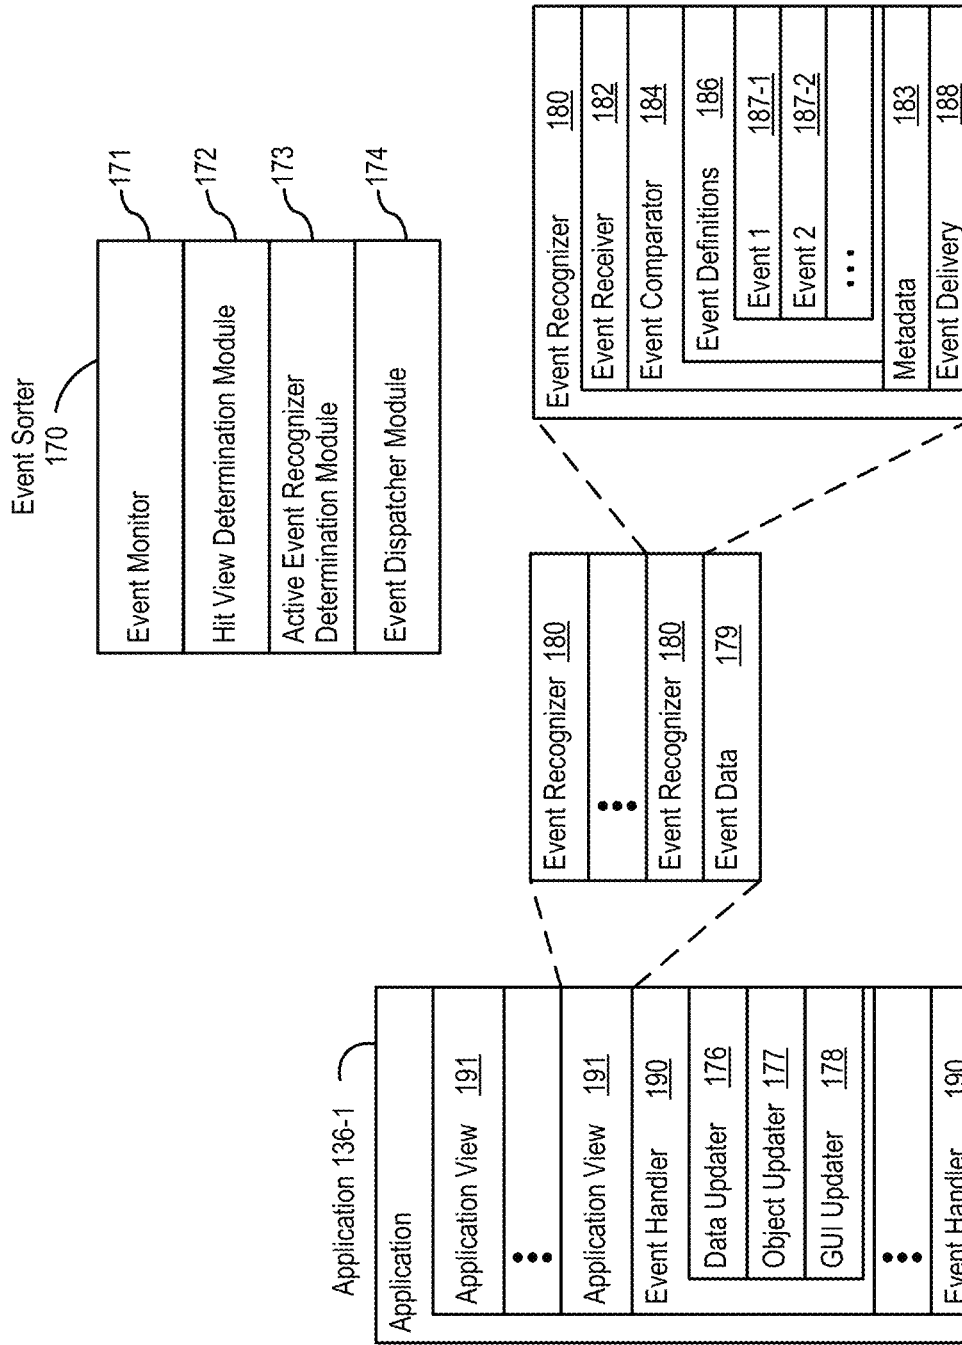 Event Sorter
170
Event Monitor
171
Hit View Determination Module
172
Active Event Recognizer
Determination Module
173
Event Dispatcher Module
174
Application 136-1
Application
Application View 191
•••
Application View 191
Event Handler 190
Data Updater 176
Object Updater 177
GUI Updater 178
•••
Event Handler 190
Event Recognizer 180
•••
Event Recognizer 180
Event Data 179
Event Recognizer 180
Event Receiver 182
Event Comparator 184
Event Definitions 186
Event 1 187-1
Event 2 187-2
•••
Metadata 183
Event Delivery 188